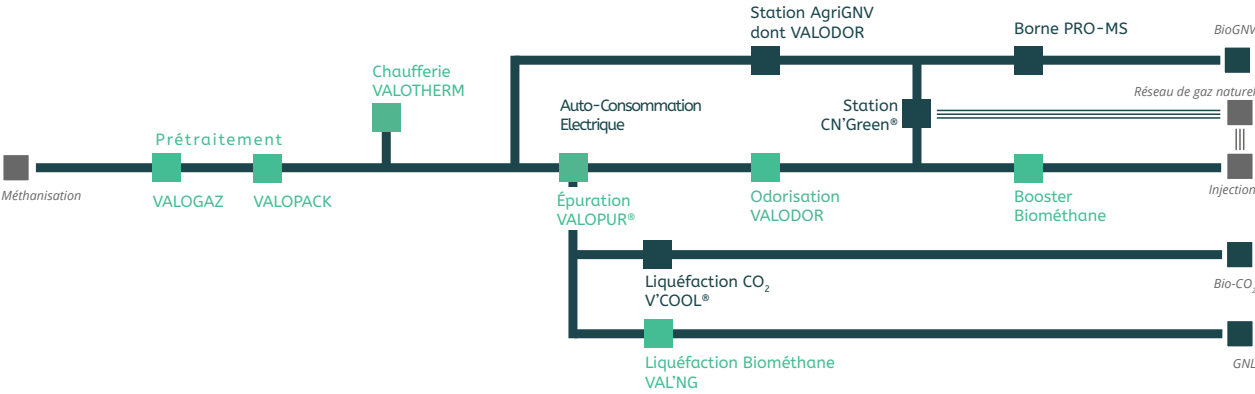 Station AgriGNV
dont VALODOR
Borne PRO-MS
BioGNV
Chaufferie
VALOTHERM
Réseau de gaz naturel
Auto-Consommation
Electrique
Station
CN'Green®
Prétraitement
Méthanisation
VALOGAZ
VALOPACK
Épuration
VALOPUR®
Odorisation
VALODOR
Booster
Biométhane
Injection
Liquéfaction CO₂
V'COOL®
Bio-CO₂
Liquéfaction Biométhane
VAL'NG
GNL